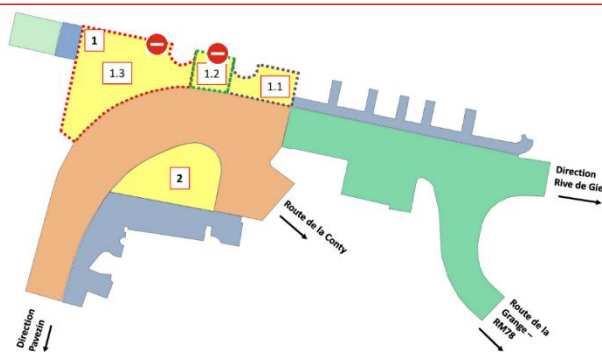 1
1.3
1.2
1.1
2
Direction
Rive de Gie
Route de la Conty
Route de la
Grange –
RM78
Direction
Pavezin